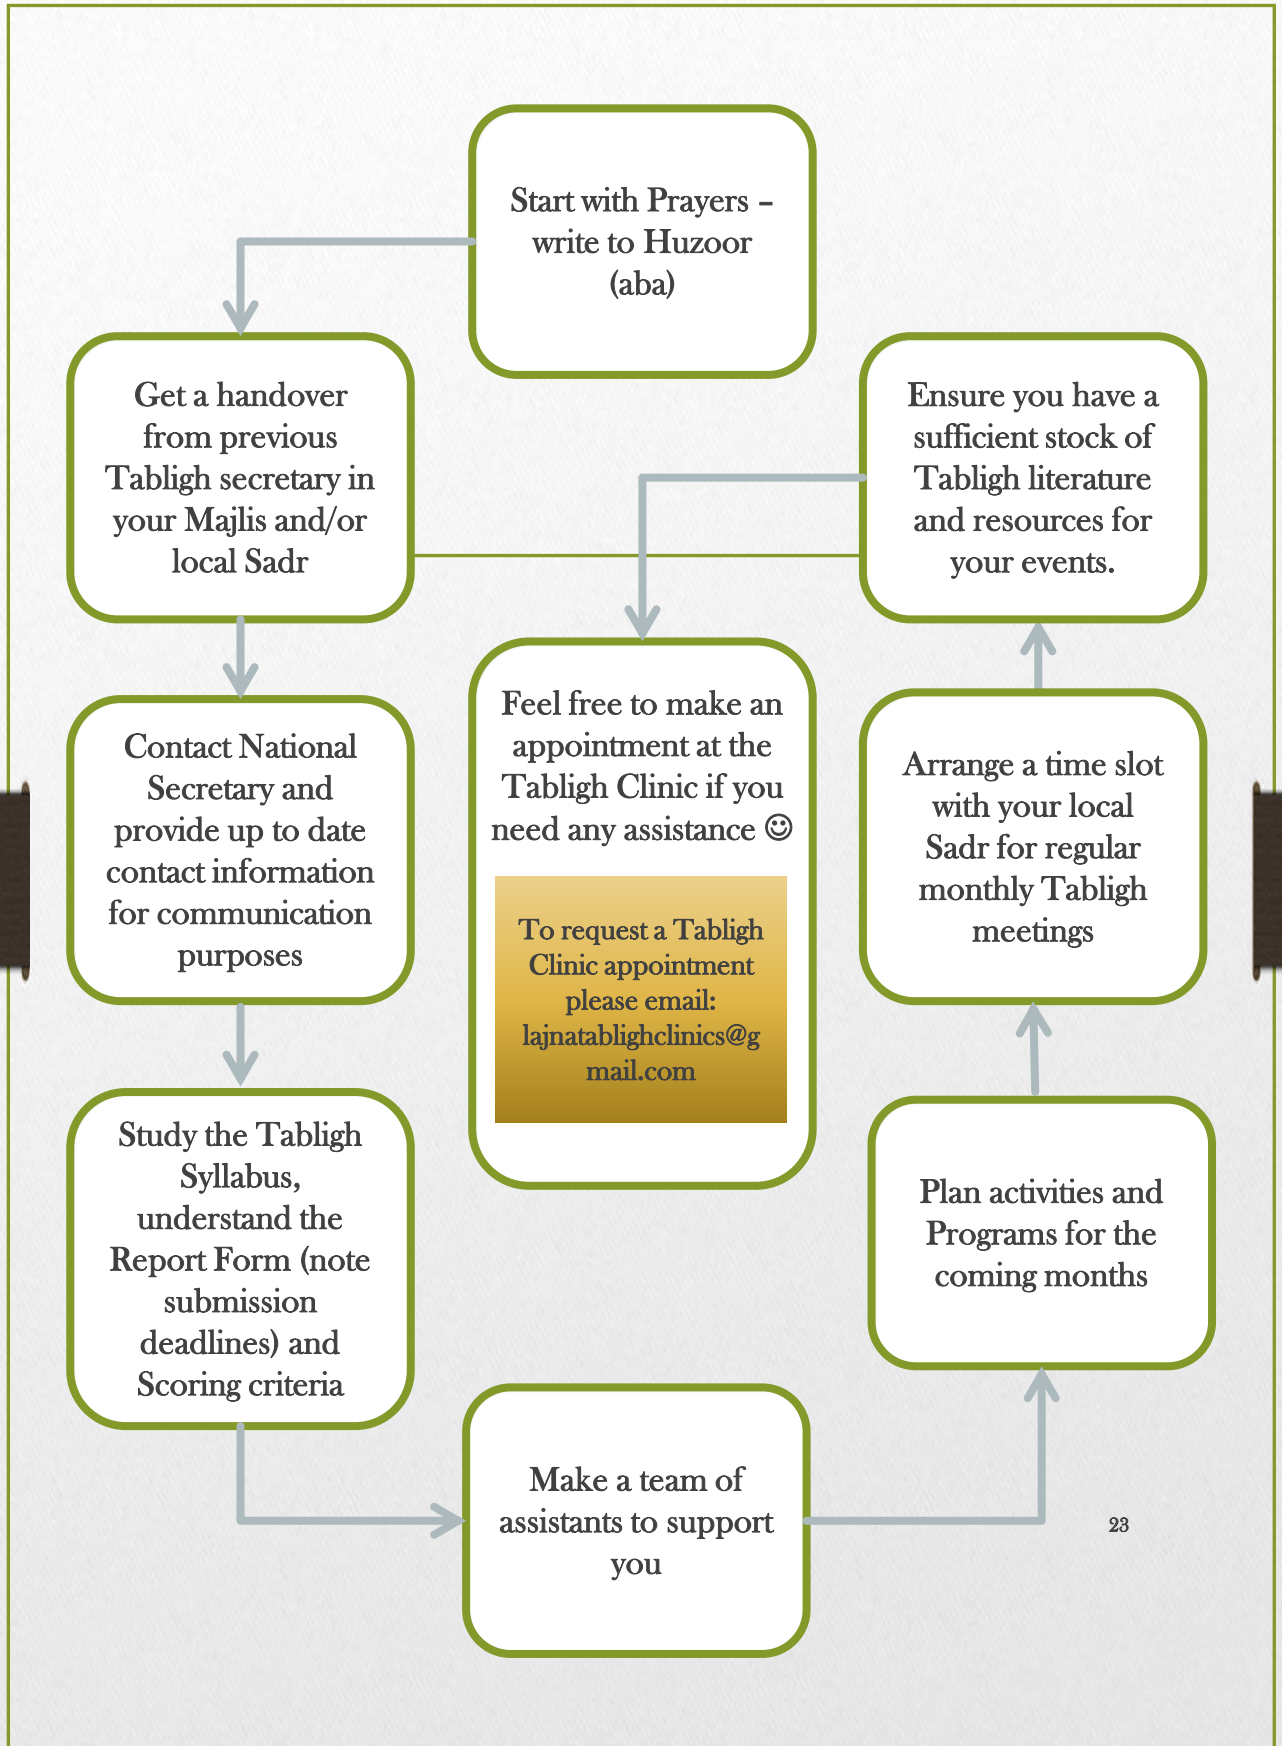 Start with Prayers –
write to Huzoor
(aba)
Get a handover
from previous
Tabligh secretary in
your Majlis and/or
local Sadr
Contact National
Secretary and
provide up to date
contact information
for communication
purposes
Study the Tabligh
Syllabus,
understand the
Report Form (note
submission
deadlines) and
Scoring criteria
Make a team of
assistants to support
you
Plan activities and
Programs for the
coming months
Arrange a time slot
with your local
Sadr for regular
monthly Tabligh
meetings
Ensure you have a
sufficient stock of
Tabligh literature
and resources for
your events.
Feel free to make an
appointment at the
Tabligh Clinic if you
need any assistance ☺
To request a Tabligh
Clinic appointment
please email:
lajnatablighclinics@g
mail.com
23